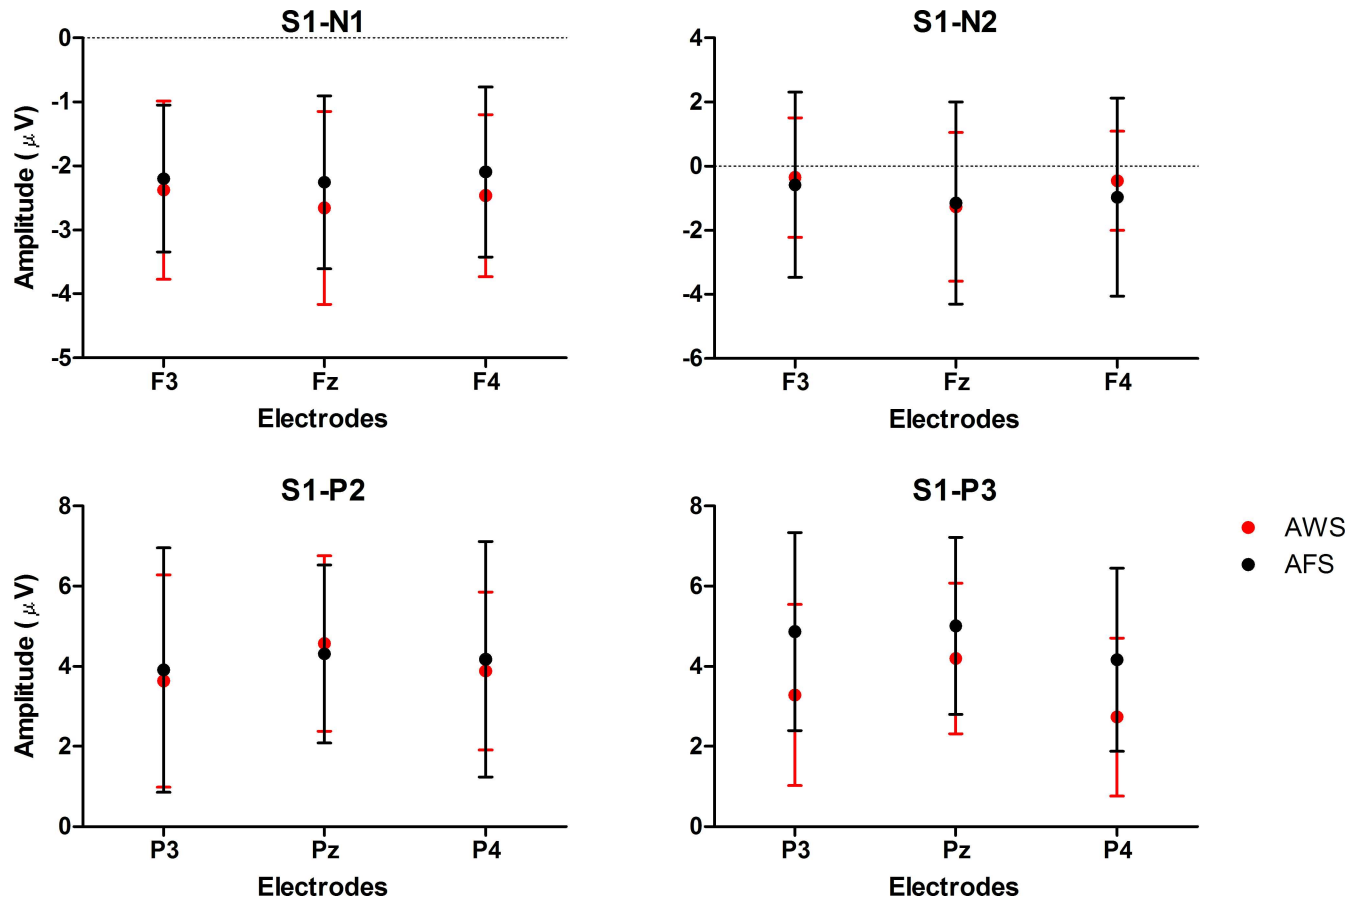 S1-N1
0
-1
-2
-3
-4
-5
Amplitude ( μ V)
F3 Fz F4
Electrodes
S1-N2
4
2
0
-2
-4
-6
F3 Fz F4
Electrodes
S1-P2
8
6
4
2
0
Amplitude ( μ V)
P3 Pz P4
Electrodes
S1-P3
8
6
4
2
0
P3 Pz P4
Electrodes
AWS
AFS